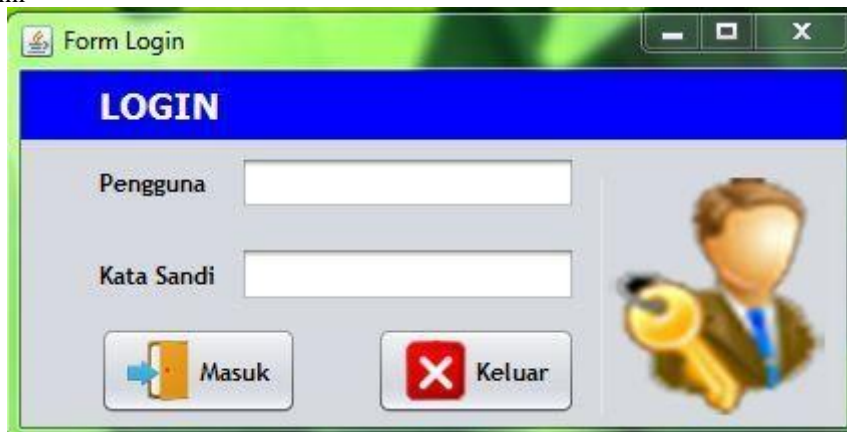 Form Login
LOGIN
Pengguna
Kata Sandi
Masuk
Keluar